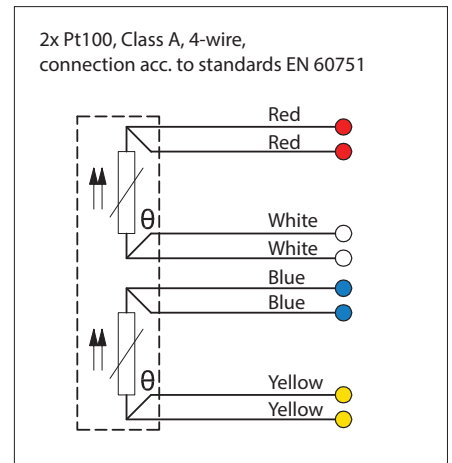 2x Pt100, Class A, 4-wire,
connection acc. to standards EN 60751
Red
Red
θ
White
White
Blue
Blue
θ
Yellow
Yellow